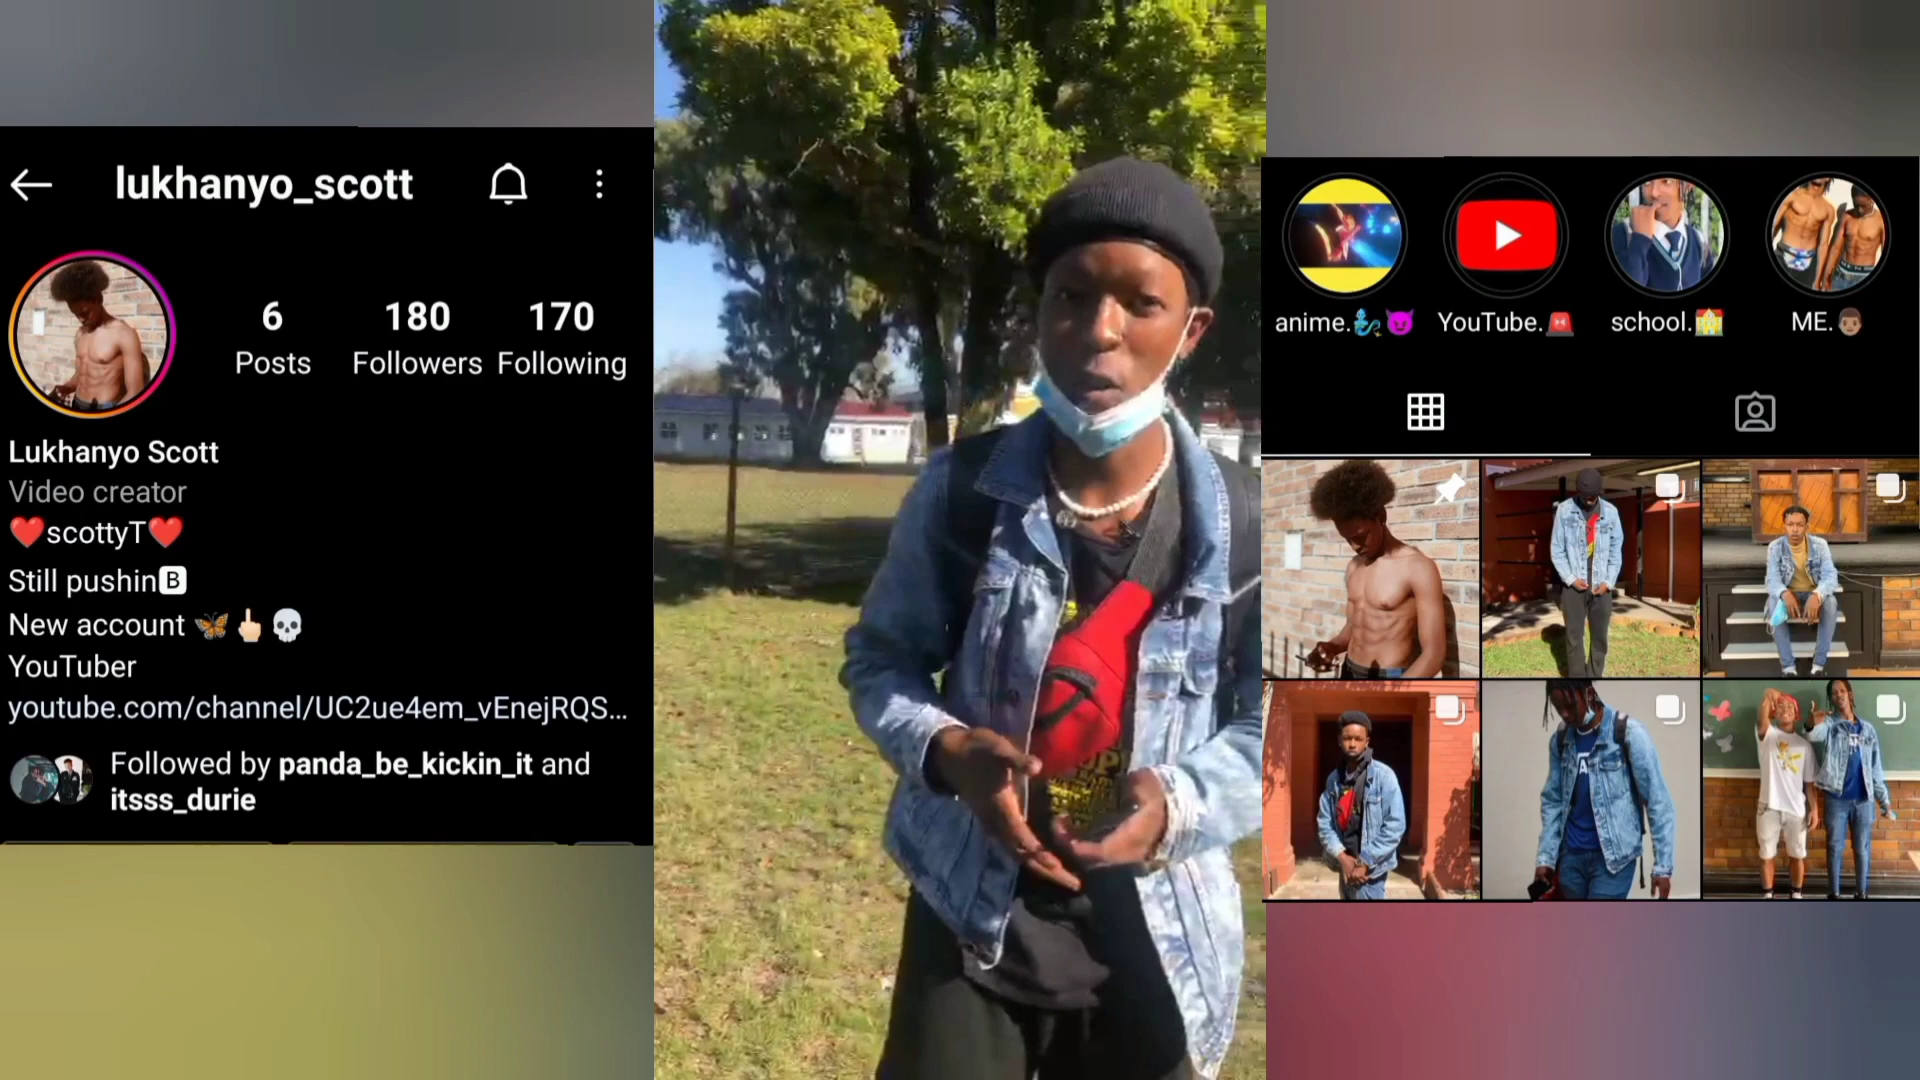 lukhanyo_scott
6 180 170
Posts Followers Following
Lukhanyo Scott
Video creator
❤️scottyT❤️
Still pushin🅱
New account 🦋🖕🏻💀
YouTuber
youtube.com/channel/UC2ue4em_vEnejRQS...
Followed by panda_be_kickin_it and
itsss_durie
anime.🐉😈 YouTube.🚨 school.🏫 ME.👨🏽